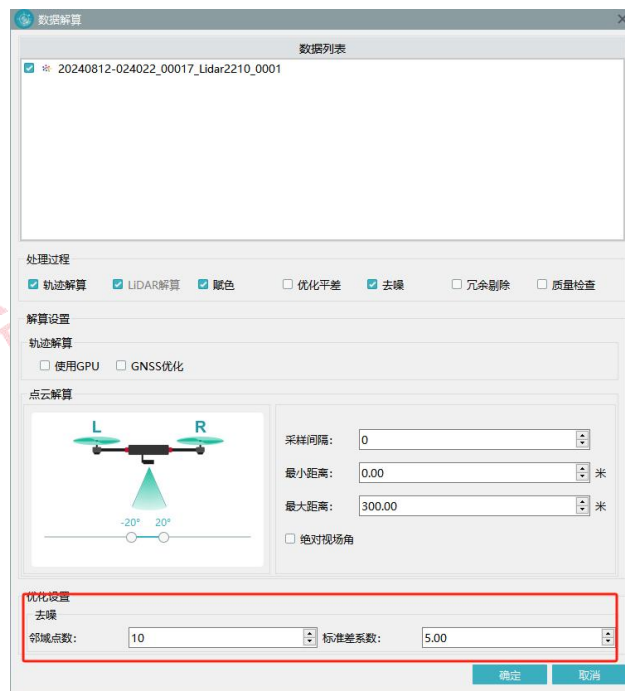 数据解算
数据列表
20240812-024022_00017_Lidar2210_0001
处理过程
轨迹解算 LiDAR解算 赋色 优化平差 去噪 冗余剔除 质量检查
解算设置
轨迹解算
使用GPU GNSS优化
点云解算
L R
-20° 20°
采样间隔: 0
最小距离: 0.00 米
最大距离: 300.00 米
绝对视场角
优化设置
去噪
邻域点数: 10 标准差系数: 5.00
确定 取消